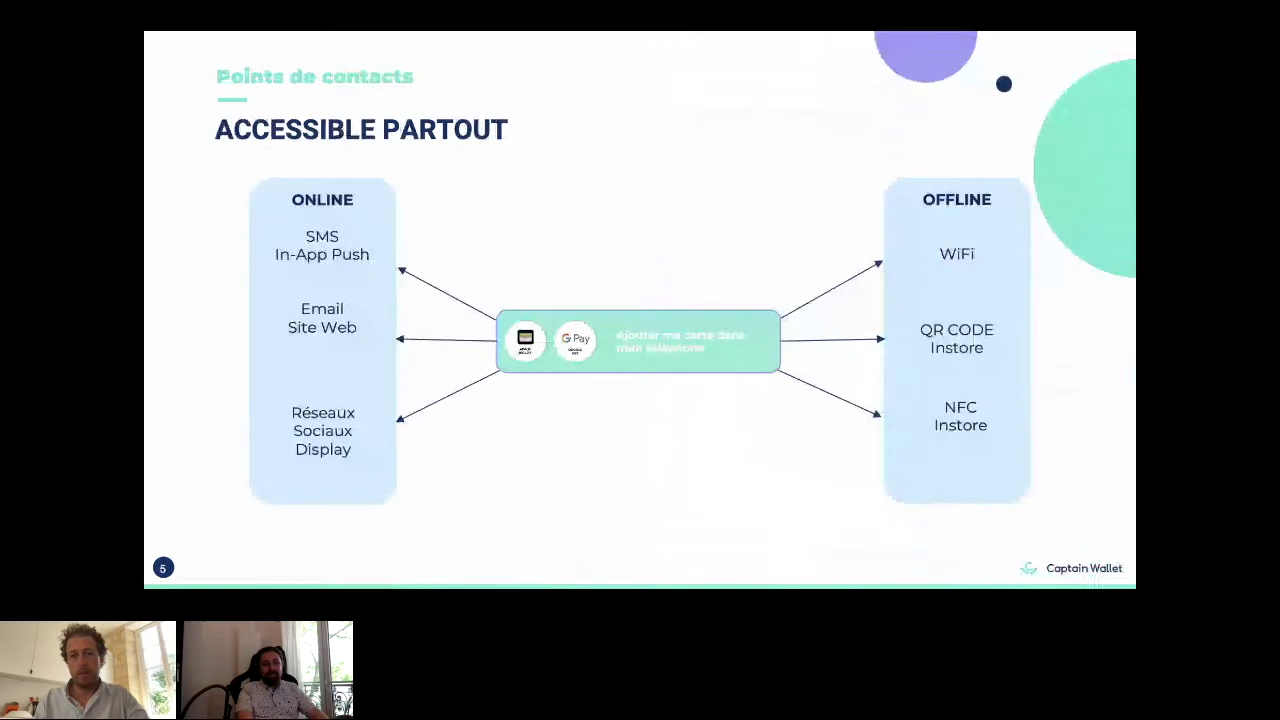 Points de contacts
ACCESSIBLE PARTOUT
ONLINE
SMS
In-App Push
Email
Site Web
Réseaux
Sociaux
Display
G Pay
Ajouter ma carte dans
mon téléphone
OFFLINE
WiFi
QR CODE
Instore
NFC
Instore
5
Captain Wallet